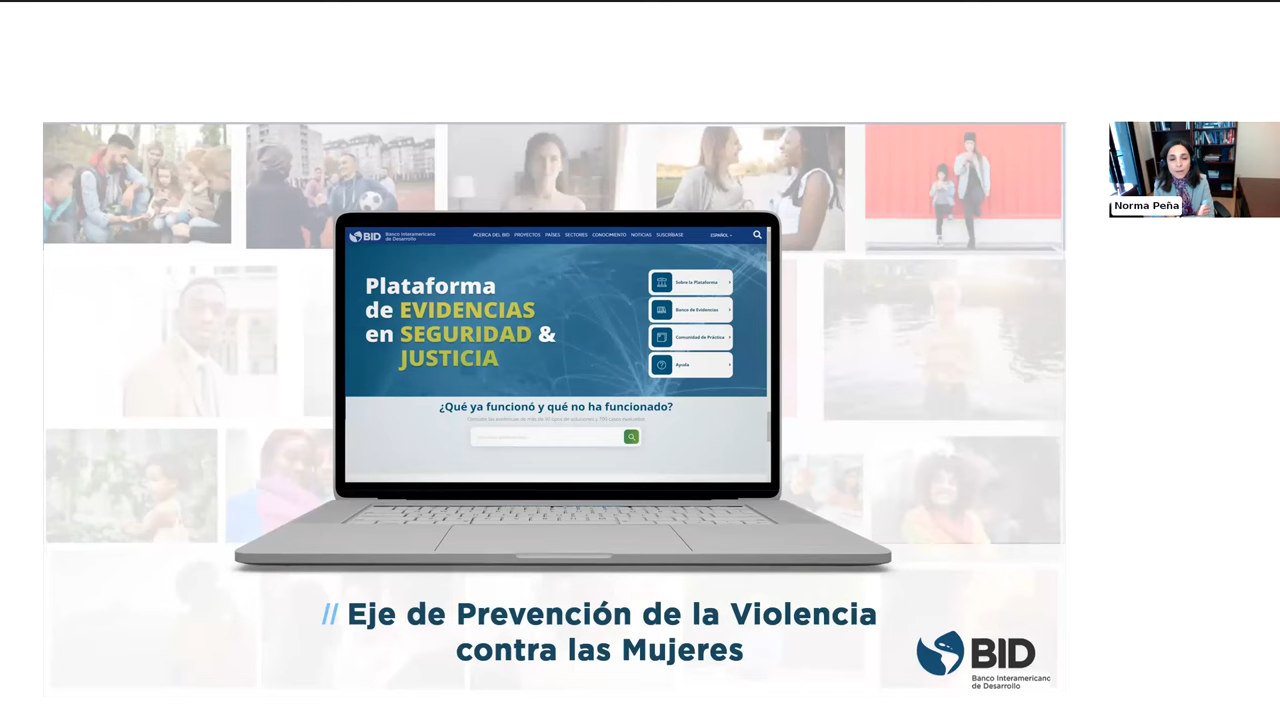 BID
Banco Interamericano
de Desarrollo
ACERCA DEL BID PROYECTOS PAÍSES SECTORES CONOCIMIENTO NOTICIAS SUSCRÍBASE
ESPAÑOL
Plataforma
de EVIDENCIAS
en SEGURIDAD &
JUSTICIA
Sobre la Plataforma
Banco de Evidencias
Comunidad de Práctica
Ayuda
¿Qué ya funcionó y qué no ha funcionado?
Norma Peña
// Eje de Prevención de la Violencia
contra las Mujeres
BID
Banco Interamericano
de Desarrollo